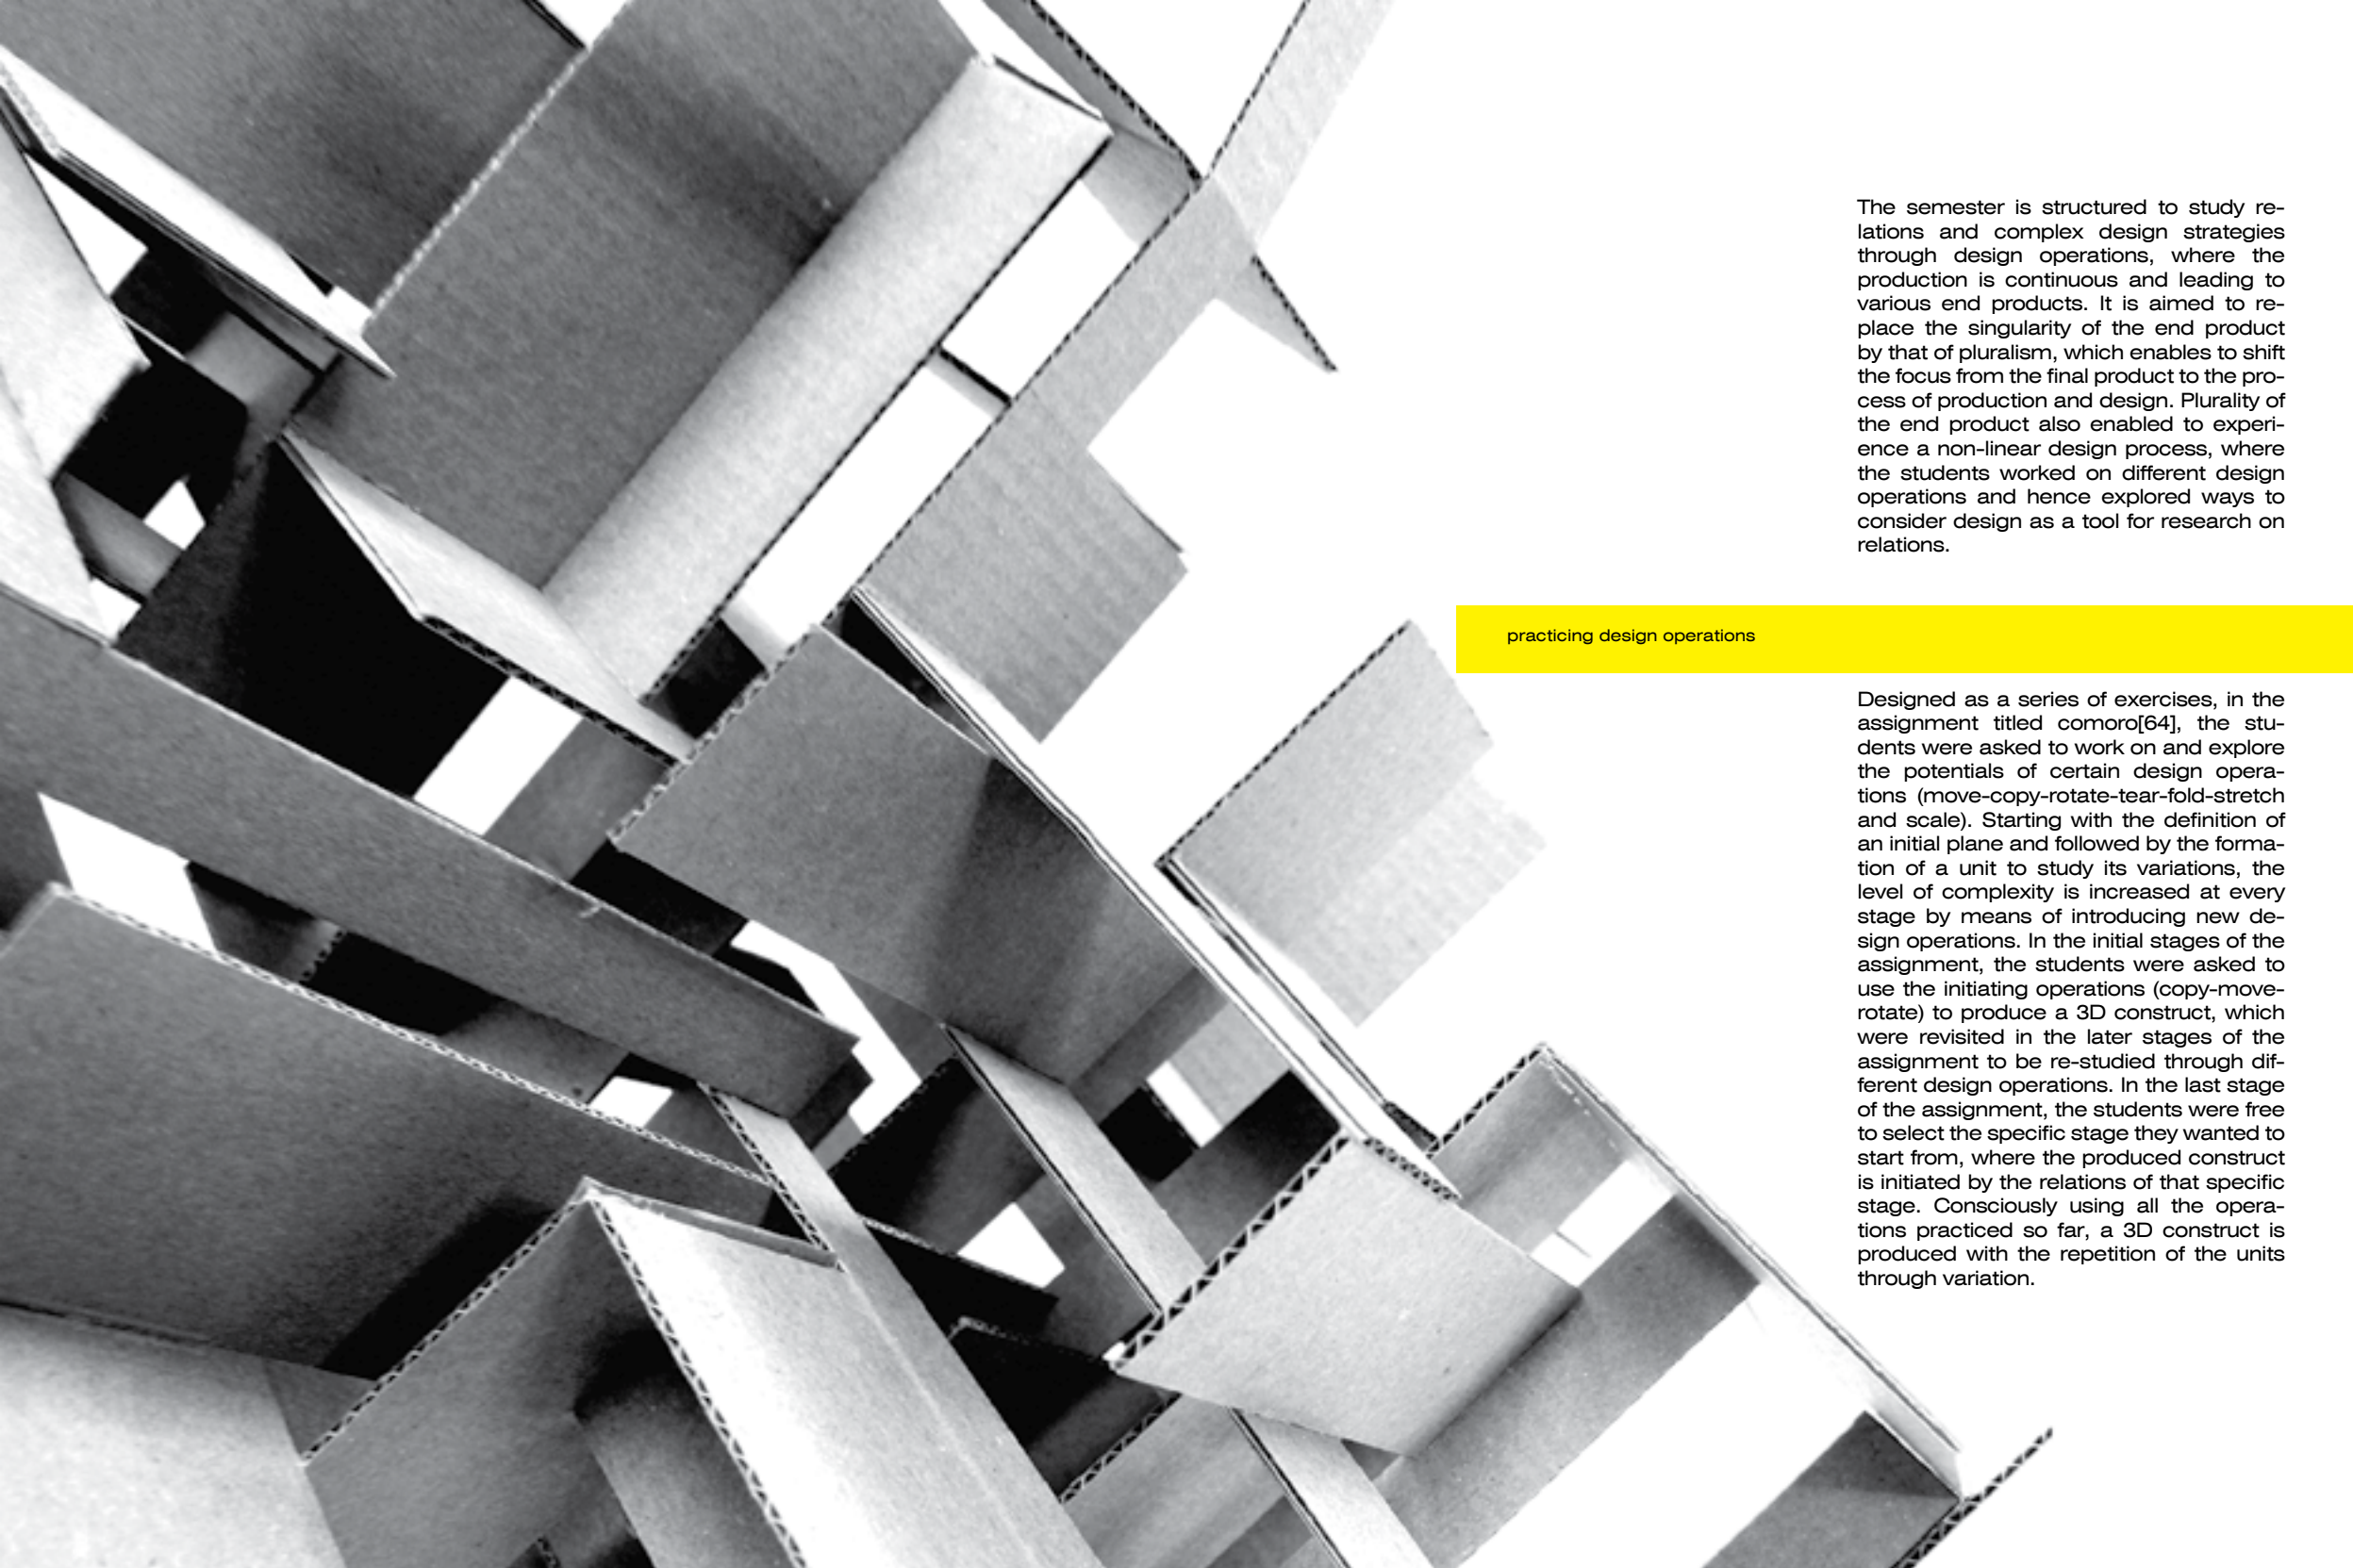 The semester is structured to study re-
lations and complex design strategies
through design operations, where the
production is continuous and leading to
various end products. It is aimed to re-
place the singularity of the end product
by that of pluralism, which enables to shift
the focus from the final product to the pro-
cess of production and design. Plurality of
the end product also enabled to experi-
ence a non-linear design process, where
the students worked on different design
operations and hence explored ways to
consider design as a tool for research on
relations.
practicing design operations
Designed as a series of exercises, in the
assignment titled comoro[64], the stu-
dents were asked to work on and explore
the potentials of certain design opera-
tions (move-copy-rotate-tear-fold-stretch
and scale). Starting with the definition of
an initial plane and followed by the forma-
tion of a unit to study its variations, the
level of complexity is increased at every
stage by means of introducing new de-
sign operations. In the initial stages of the
assignment, the students were asked to
use the initiating operations (copy-move-
rotate) to produce a 3D construct, which
were revisited in the later stages of the
assignment to be re-studied through dif-
ferent design operations. In the last stage
of the assignment, the students were free
to select the specific stage they wanted to
start from, where the produced construct
is initiated by the relations of that specific
stage. Consciously using all the opera-
tions practiced so far, a 3D construct is
produced with the repetition of the units
through variation.